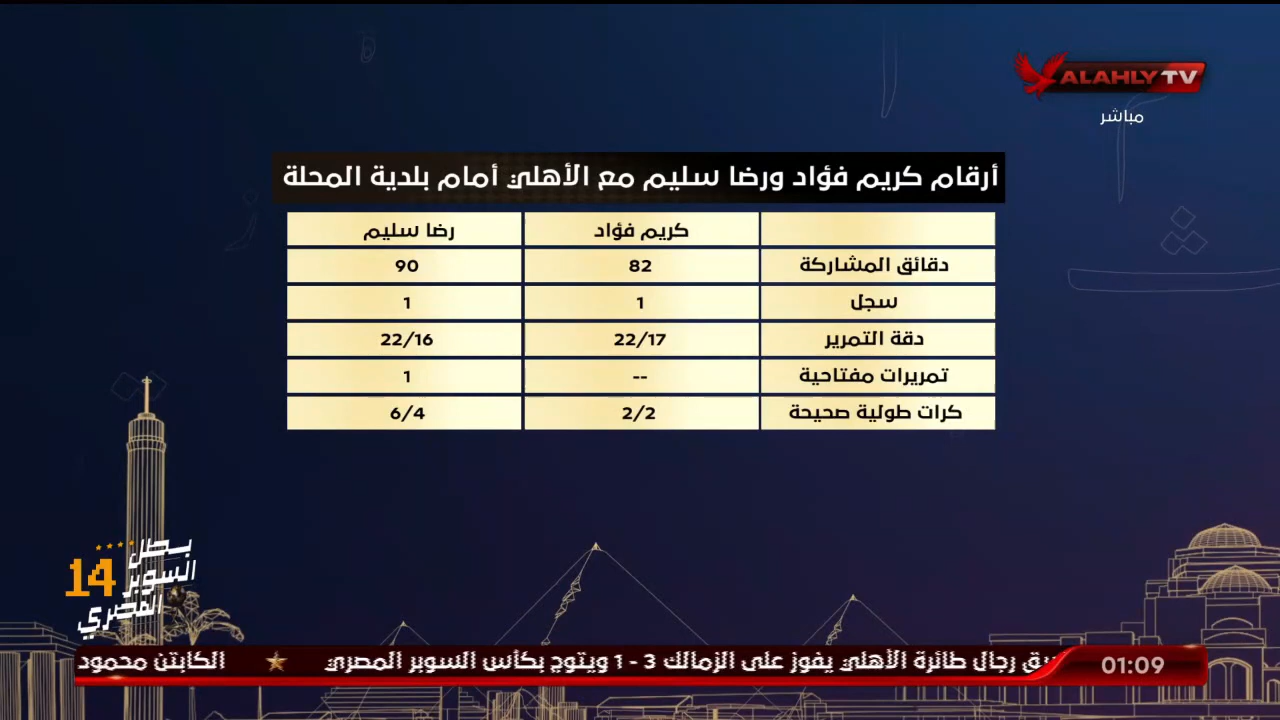 ALAHLY TV
مباشر
أرقام كريم فؤاد ورضا سليم مع الأهلي أمام بلدية المحلة
كريم فؤاد رضا سليم
دقائق المشاركة 82 90
سجل 1 1
دقة التمرير 22/17 22/16
تمريرات مفتاحية -- 1
كرات طولية صحيحة 2/2 6/4
بطل
السوبر 14
المصري
01:09 رجال طائرة الأهلي يفوز على الزمالك 3 - 1 ويتوج بكأس السوبر المصري الكابتن محمود